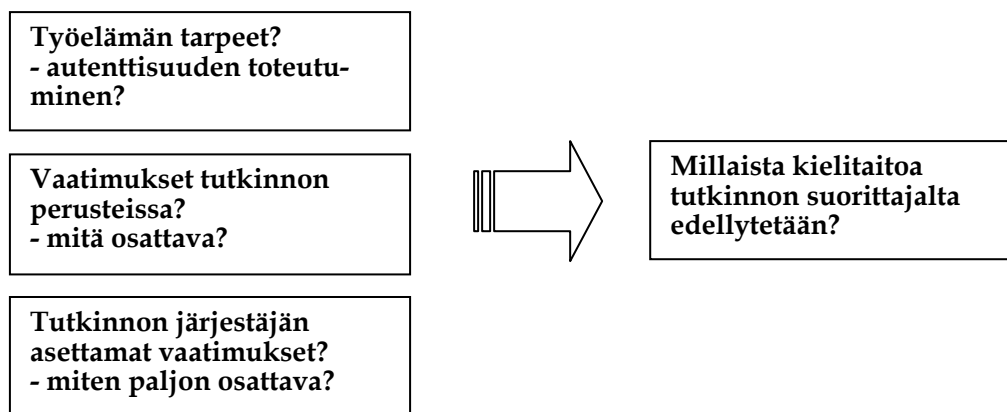 Työelämän tarpeet?
- autenttisuuden toteutu-
minen?
Vaatimukset tutkinnon
perusteissa?
- mitä osattava?
Tutkinnon järjestäjän
asettamat vaatimukset?
- miten paljon osattava?
Millaista kielitaitoa
tutkinnon suorittajalta
edellytetään?